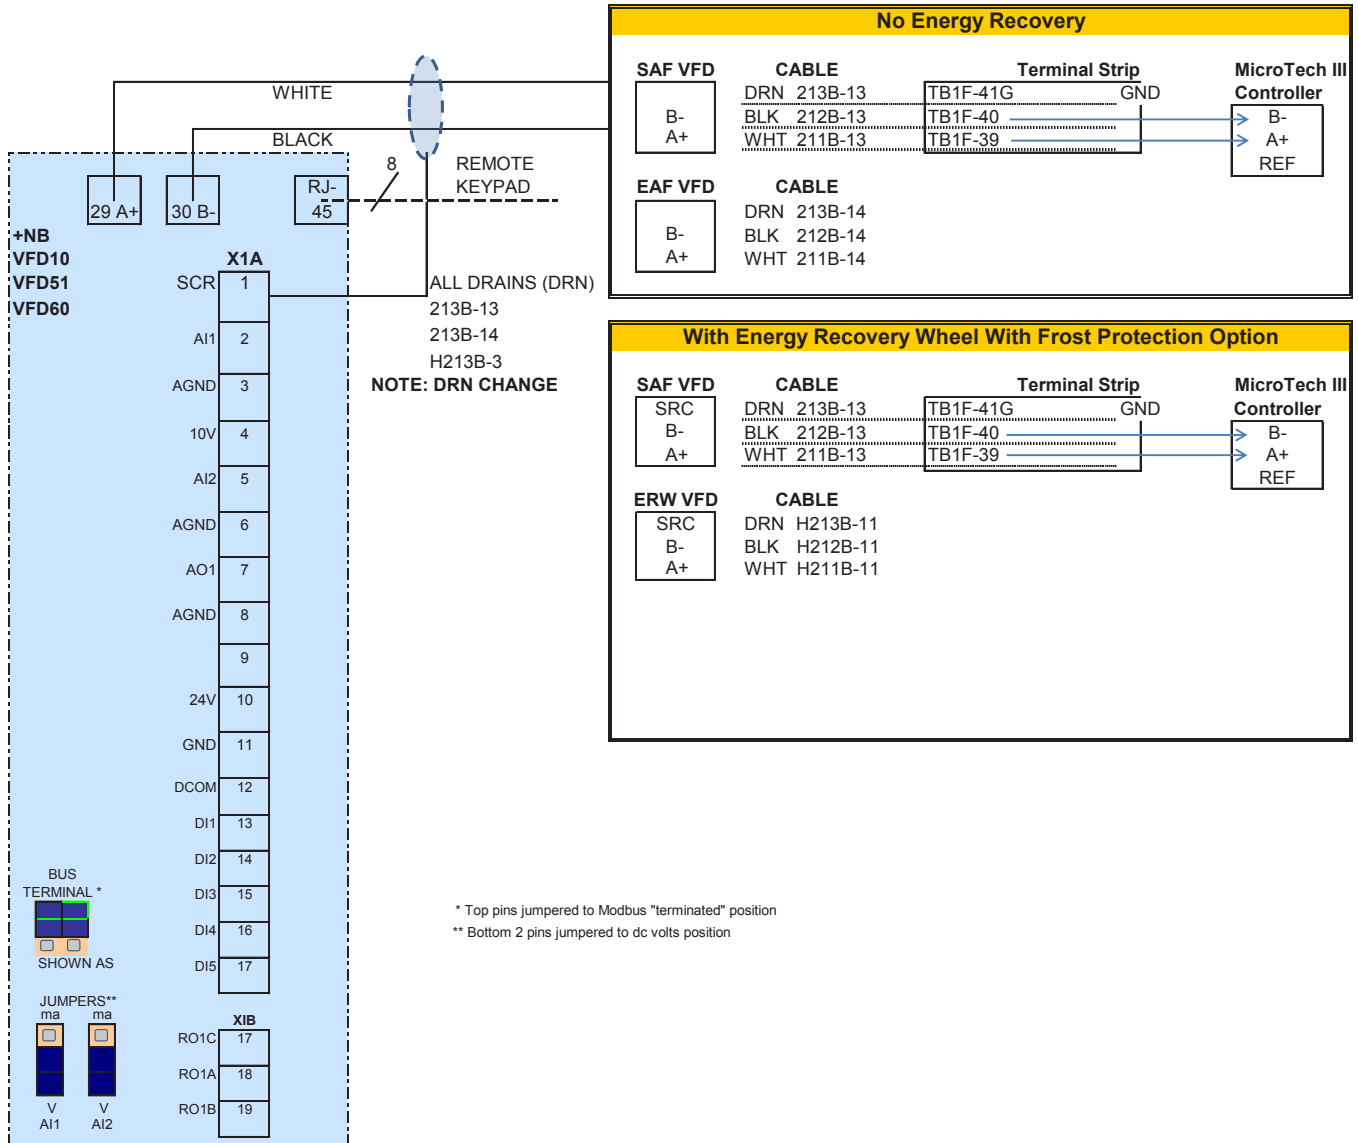 No Energy Recovery
SAF VFD CABLE Terminal Strip MicroTech III
Controller
DRN 213B-13 TB1F-41G GND
B- BLK 212B-13 TB1F-40 B-
A+ WHT 211B-13 TB1F-39 A+
REF
EAF VFD CABLE
DRN 213B-14
B- BLK 212B-14
A+ WHT 211B-14
With Energy Recovery Wheel With Frost Protection Option
SAF VFD CABLE Terminal Strip MicroTech III
Controller
SRC DRN 213B-13 TB1F-41G GND
B- BLK 212B-13 TB1F-40 B-
A+ WHT 211B-13 TB1F-39 A+
REF
ERW VFD CABLE
SRC DRN H213B-11
B- BLK H212B-11
A+ WHT H211B-11
WHITE
BLACK
8 REMOTE
KEYPAD
29 A+ 30 B- RJ-
45
+NB
VFD10
VFD51
VFD60
X1A
SCR 1
AI1 2
AGND 3
10V 4
AI2 5
AGND 6
AO1 7
AGND 8
9
24V 10
GND 11
DCOM 12
DI1 13
DI2 14
DI3 15
DI4 16
DI5 17
ALL DRAINS (DRN)
213B-13
213B-14
H213B-3
NOTE: DRN CHANGE
BUS
TERMINAL *
SHOWN AS
JUMPERS**
ma ma
V V
AI1 AI2
XIB
RO1C 17
RO1A 18
RO1B 19
* Top pins jumpered to Modbus "terminated" position
** Bottom 2 pins jumpered to dc volts position